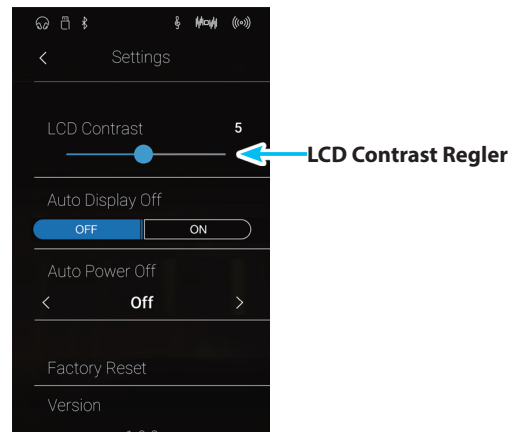 Settings
LCD Contrast 5
LCD Contrast Regler
Auto Display Off
OFF ON
Auto Power Off
< Off >
Factory Reset
Version